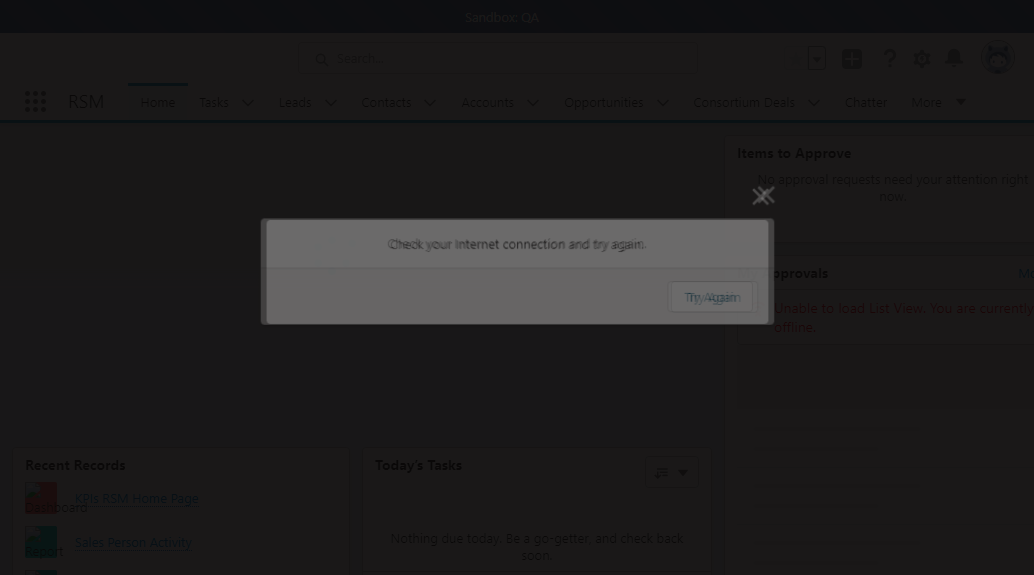 Sandbox: QA
Search...
RSM
Home
Tasks
Leads
Contacts
Accounts
Opportunities
Consortium Deals
Chatter
More
Items to Approve
No approval requests need your attention right
now.
Check your Internet connection and try again.
Try Again
pprovals
Mo
Unable to load List View. You are currently
offline.
Recent Records
Dashboard
KPIs RSM Home Page
Report
Sales Person Activity
Today's Tasks
Nothing due today. Be a go-getter, and check back
soon.